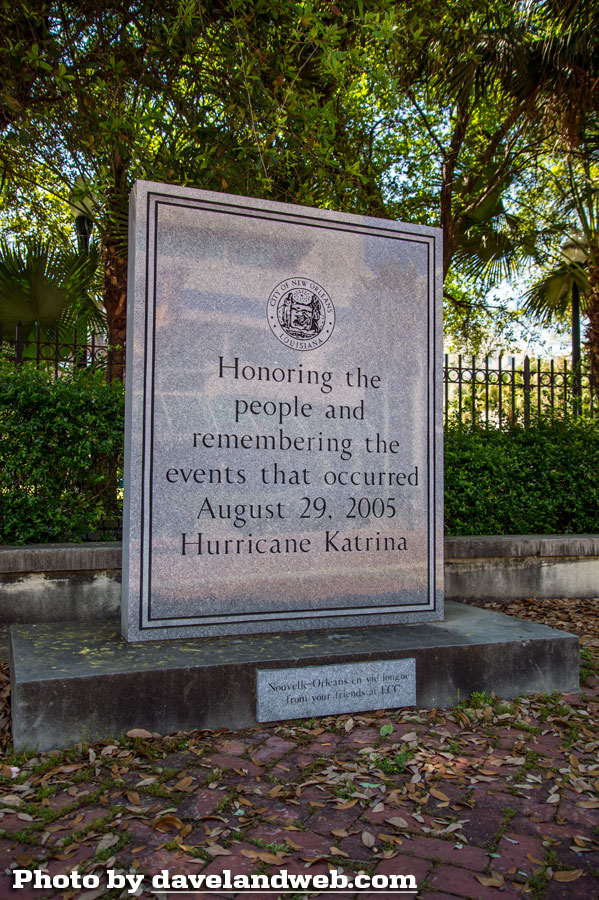 CITY OF NEW ORLEANS
LOUISIANA
Honoring the
people and
remembering the
events that occurred
August 29, 2005
Hurricane Katrina
Nouvelle-Orleans en vie longue
from your friends at ECC
Photo by davelandweb.com